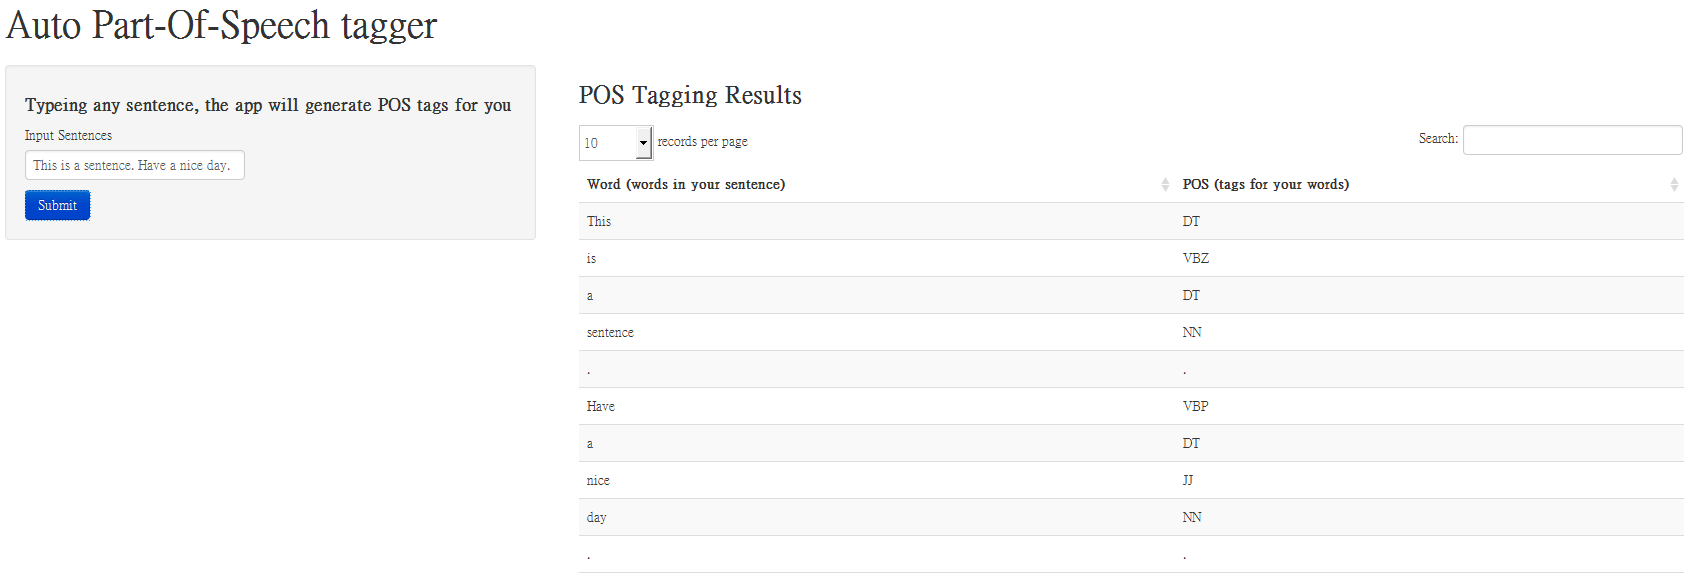 Auto Part-Of-Speech tagger
Typeing any sentence, the app will generate POS tags for you
Input Sentences
This is a sentence. Have a nice day.
Submit
POS Tagging Results
10 records per page
Search:
Word (words in your sentence) POS (tags for your words)
This DT
is VBZ
a DT
sentence NN
. .
Have VBP
a DT
nice JJ
day NN
. .